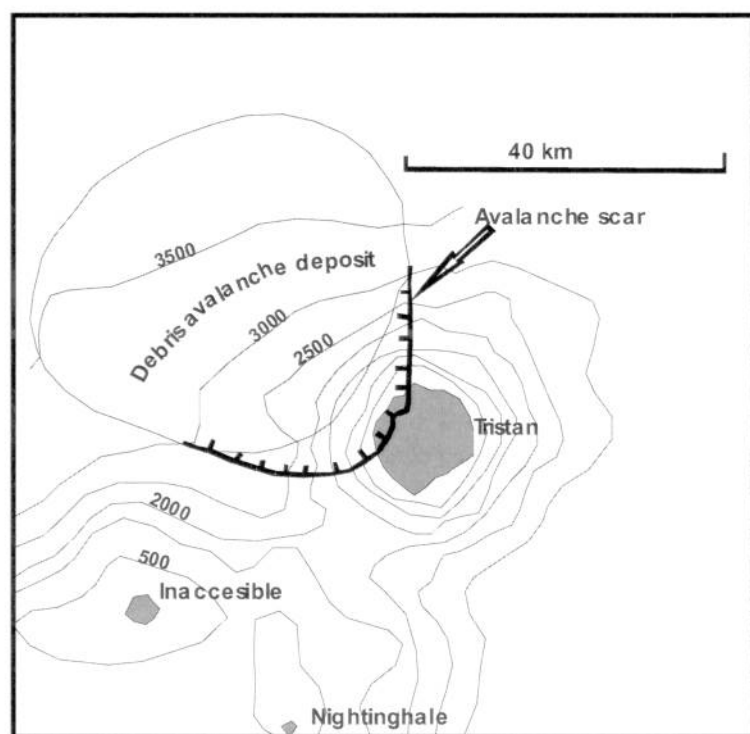 40 km
Avalanche scar
3500
Debris avalanche deposit
3000
2500
Tristan
2000
500
Inaccesible
Nightinghale